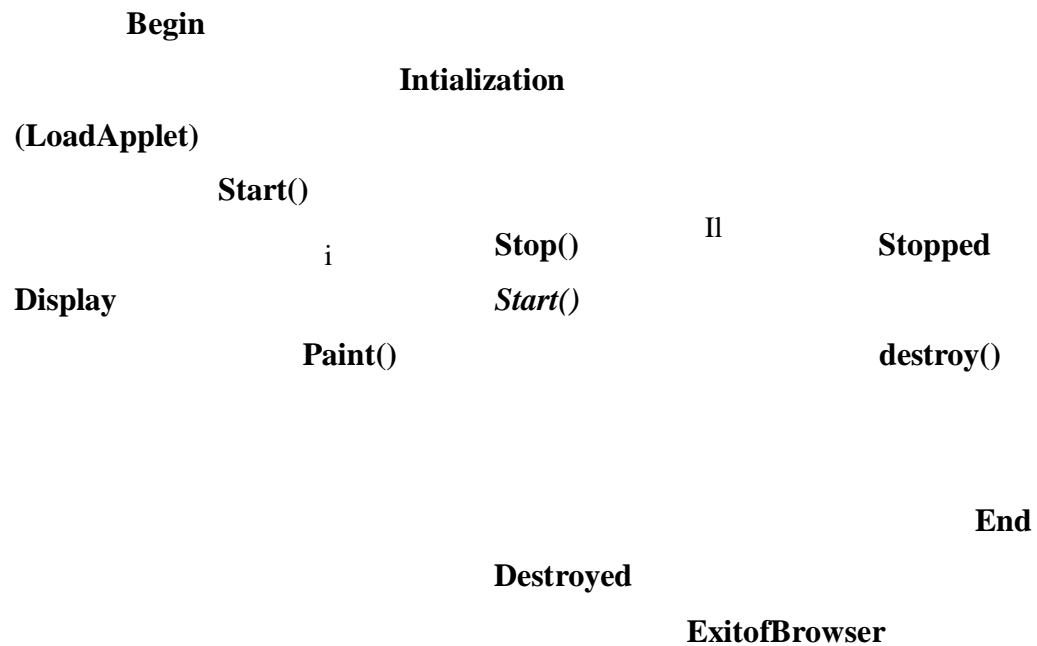 Begin
Intialization
(LoadApplet)
Start()
i Stop() Il Stopped
Display Start()
Paint() destroy()
End
Destroyed
ExitofBrowser